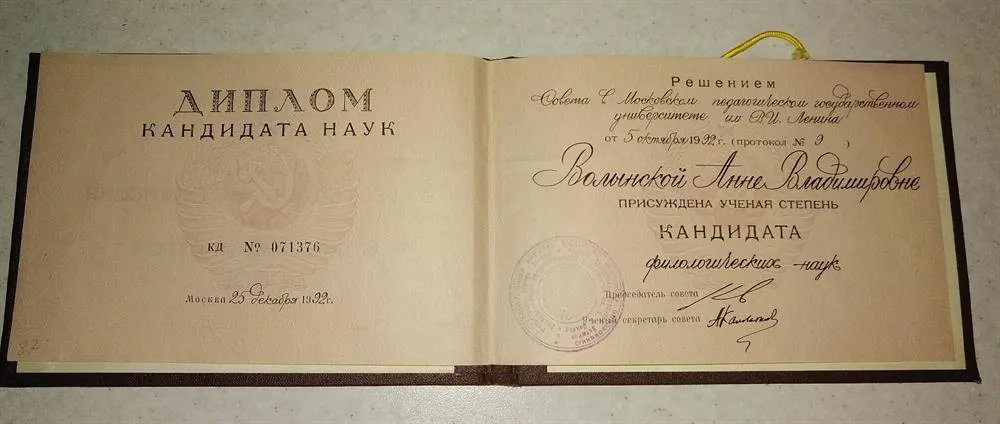 ДИПЛОМ
КАНДИДАТА НАУК
КД № 071376
Москва 25 декабря 1992 г.
Решением
Совета в Московском педагогическом государственном
университете им В.И. Ленина
от 5 октября 1992 г. (протокол № 9 )
Волынской Анне Владимировне
ПРИСУЖДЕНА УЧЕНАЯ СТЕПЕНЬ
КАНДИДАТА
филологических наук
Председатель совета
Ученый секретарь совета